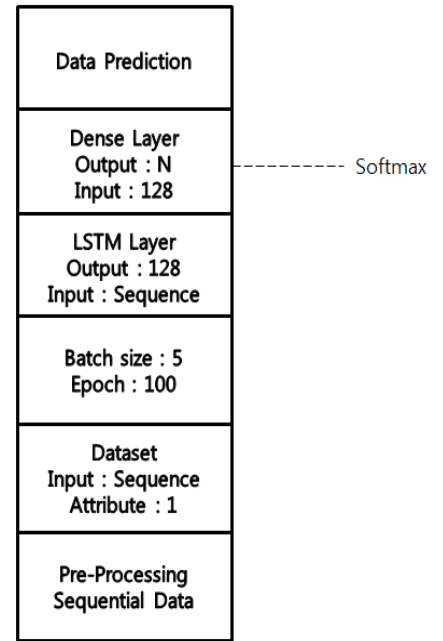 Data Prediction
Dense Layer
Output : N
Input : 128
Softmax
LSTM Layer
Output : 128
Input : Sequence
Batch size : 5
Epoch : 100
Dataset
Input : Sequence
Attribute : 1
Pre-Processing
Sequential Data